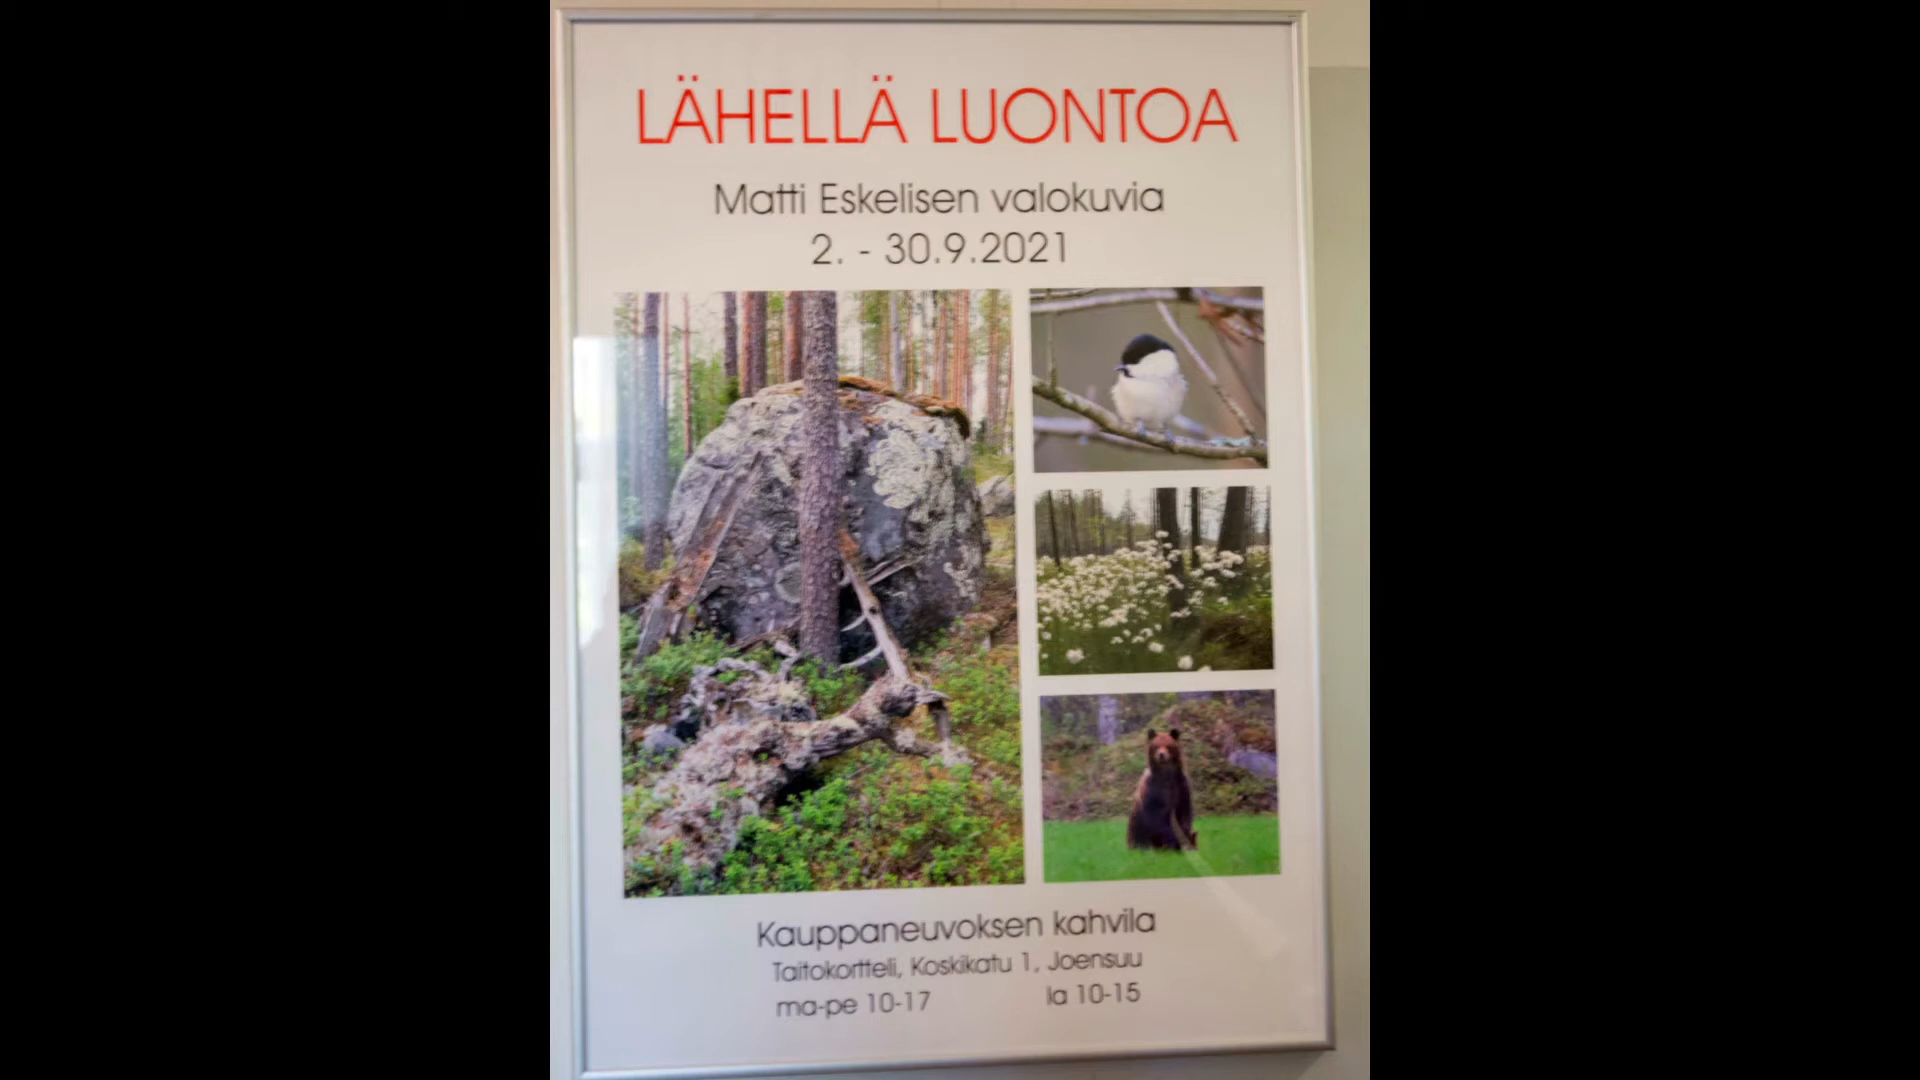 LÄHELLÄ LUONTOA
Matti Eskelisen valokuvia
2. - 30.9.2021
Kauppaneuvoksen kahvila
Taitokortteli, Koskikatu 1, Joensuu
ma-pe 10-17 la 10-15